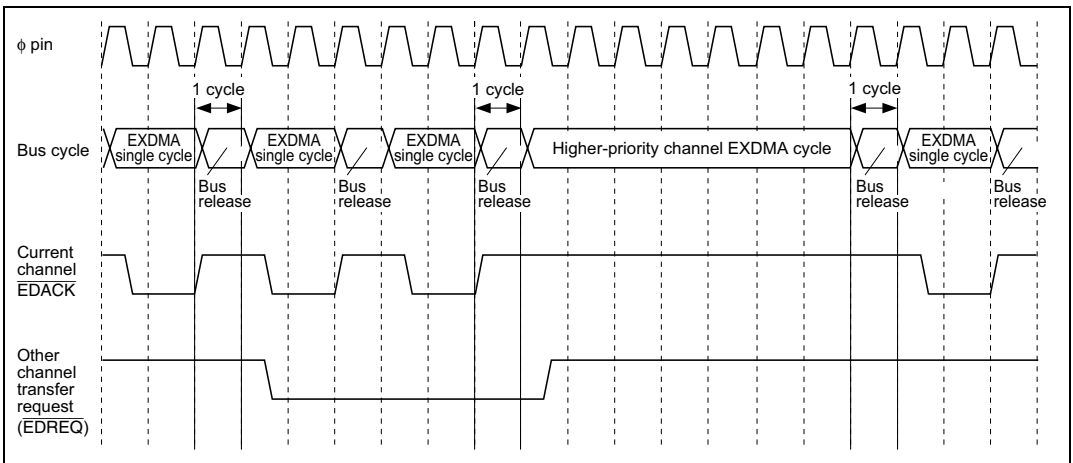 φ pin
1 cycle
1 cycle
1 cycle
Bus cycle
EXDMA
single cycle
EXDMA
single cycle
EXDMA
single cycle
Higher-priority channel EXDMA cycle
EXDMA
single cycle
Bus
release
Bus
release
Bus
release
Bus
release
Bus
release
Current
channel
EDACK
Other
channel
transfer
request
(EDREQ)